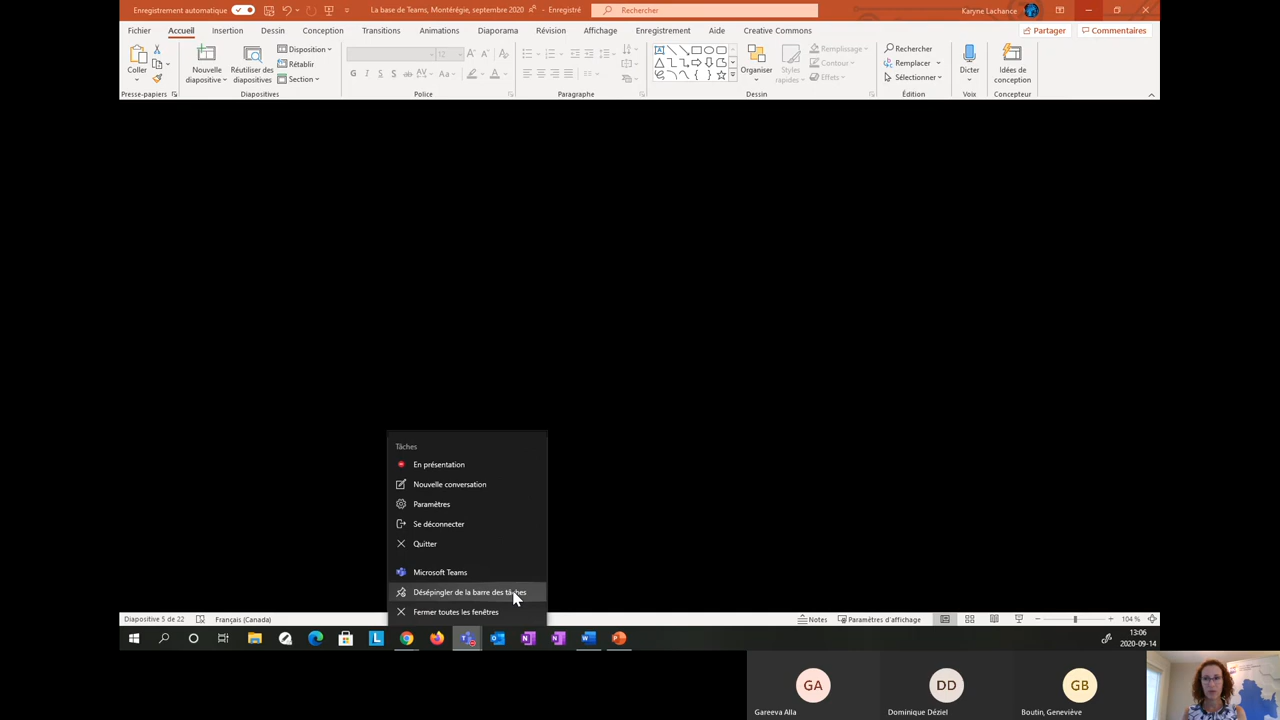 Enregistrement automatique
La base de Teams, Montérégie, septembre 2020
Enregistré
Rechercher
Karyne Lachance
Fichier Accueil Insertion Dessin Conception Transitions Animations Diaporama Révision Affichage Enregistrement Aide Creative Commons
Partager Commentaires
Coller
Presse-papiers
Nouvelle diapositive
Réutiliser des diapositives
Disposition
Rétablir
Section
Diapositives
G I S S AV Aa A A
Police
Paragraphe
Organiser
Styles rapides
Remplissage
Contour
Effets
Dessin
Rechercher
Remplacer
Sélectionner
Édition
Dicter
Voix
Idées de conception
Concepteur
Tâches
En présentation
Nouvelle conversation
Paramètres
Se déconnecter
Quitter
Microsoft Teams
Désépingler de la barre des tâches
Fermer toutes les fenêtres
Diapositive 5 de 22 Français (Canada) Notes Paramètres d'affichage 104 %
13:06
2020-09-14
GA DD GB
Gareeva Alla Dominique Déziel Boutin, Geneviève